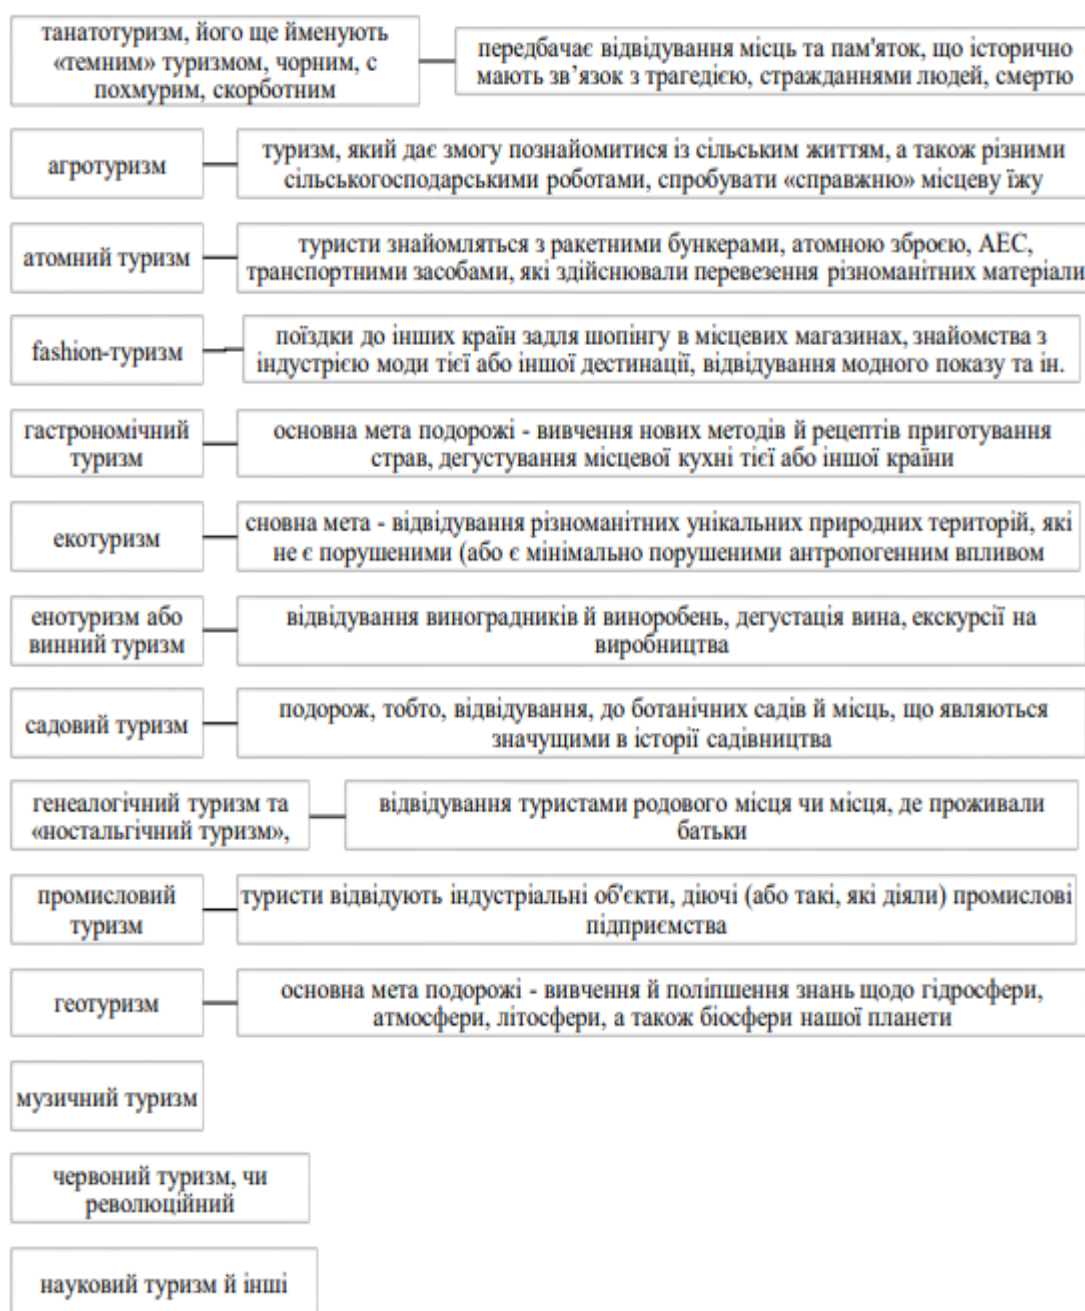 танатотуризм, його ще йменують
«темним» туризмом, чорним, с
похмурим, скорботним
передбачає відвідування місць та пам'яток, що історично
мають зв’язок з трагедією, стражданнями людей, смертю
агротуризм
туризм, який дає змогу познайомитися із сільським життям, а також різними
сільськогосподарськими роботами, спробувати «справжню» місцеву їжу
атомний туризм
туристи знайомляться з ракетними бункерами, атомною зброєю, АЕС,
транспортними засобами, які здійснювали перевезення різноманітних матеріали
fashion-туризм
поїздки до інших країн задля шопінгу в місцевих магазинах, знайомства з
індустрією моди тієї або іншої дестинації, відвідування модного показу та ін.
гастрономічний
туризм
основна мета подорожі - вивчення нових методів й рецептів приготування
страв, дегустування місцевої кухні тієї або іншої країни
екотуризм
сновна мета - відвідування різноманітних унікальних природних територій, які
не є порушеними (або є мінімально порушеними антропогенним впливом
енотуризм або
винний туризм
відвідування виноградників й виноробень, дегустація вина, екскурсії на
виробництва
садовий туризм
подорож, тобто, відвідування, до ботанічних садів й місць, що являються
значущими в історії садівництва
генеалогічний туризм та
«ностальгічний туризм»,
відвідування туристами родового місця чи місця, де проживали
батьки
промисловий
туризм
туристи відвідують індустріальні об'єкти, діючі (або такі, які діяли) промислові
підприємства
геотуризм
основна мета подорожі - вивчення й поліпшення знань щодо гідросфери,
атмосфери, літосфери, а також біосфери нашої планети
музичний туризм
червоний туризм, чи
революційний
науковий туризм й інші